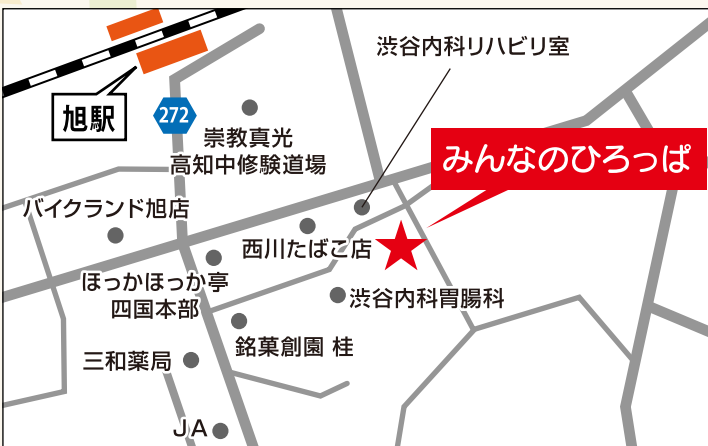 渋谷内科リハビリ室
旭駅
272
崇教真光
高知中修験道場
みんなのひろっぱ
バイクランド旭店
西川たばこ店
ほっかほっか亭
四国本部
渋谷内科胃腸科
銘菓創園 桂
三和薬局
JA